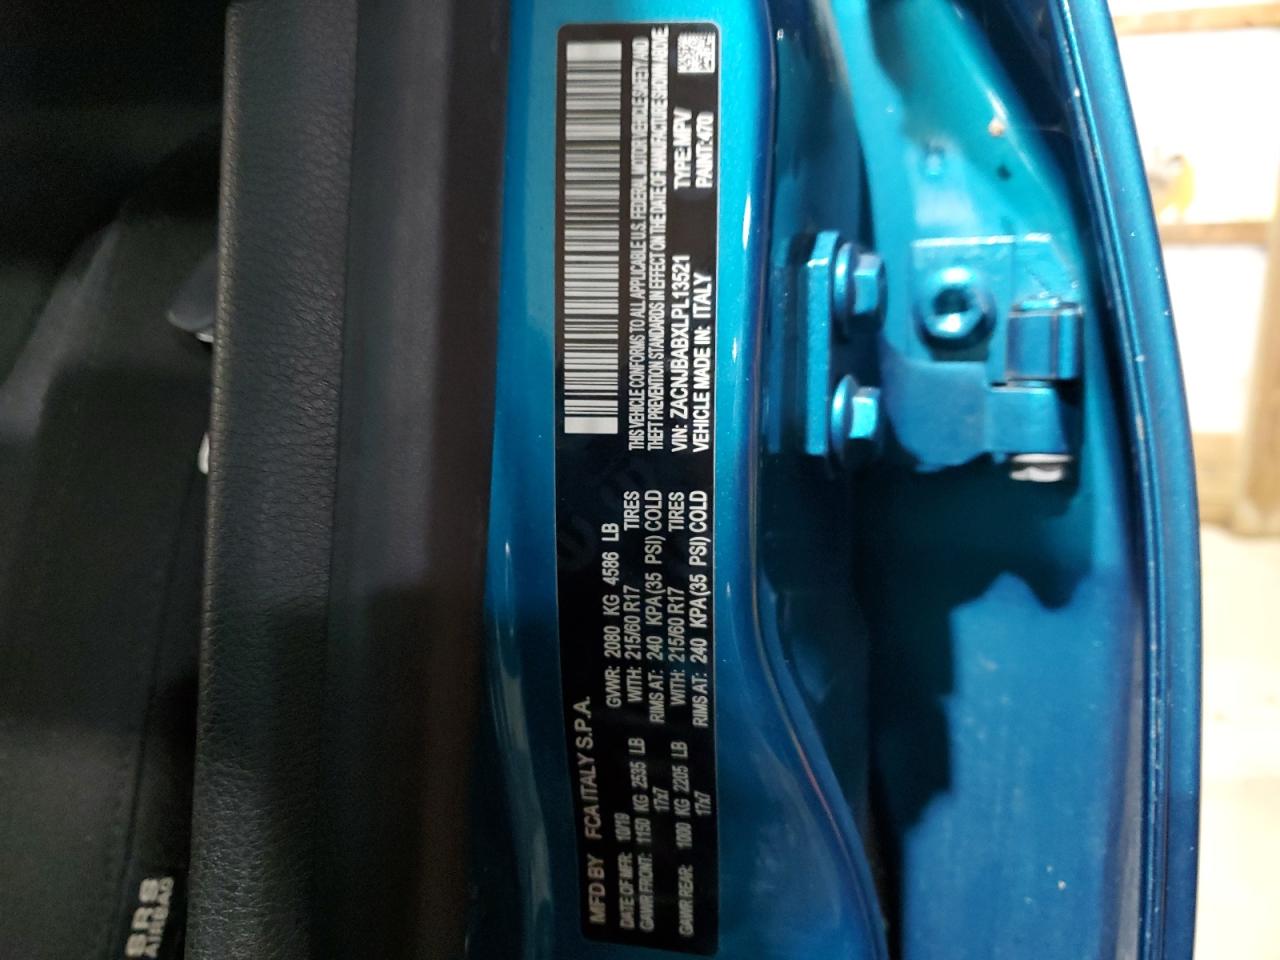 MFD BY FCA ITALY S.P.A.
DATE OF MFR: 10/19 GVWR: 2080 KG 4586 LB
GAWR FRONT: 1150 KG 2535 LB WITH: 215/60 R17 TIRES
17x7 RIMS AT: 240 KPA(35 PSI) COLD
GAWR REAR: 1000 KG 2205 LB WITH: 215/60 R17 TIRES
17x7 RIMS AT: 240 KPA(35 PSI) COLD
THIS VEHICLE CONFORMS TO ALL APPLICABLE U.S. FEDERAL MOTOR VEHICLE SAFETY AND
THEFT PREVENTION STANDARDS IN EFFECT ON THE DATE OF MANUFACTURE SHOWN ABOVE.
VIN: ZACNJBABXLPL13521 TYPE: MPV
VEHICLE MADE IN: ITALY PAINT: 470
SRS
AIRBAG